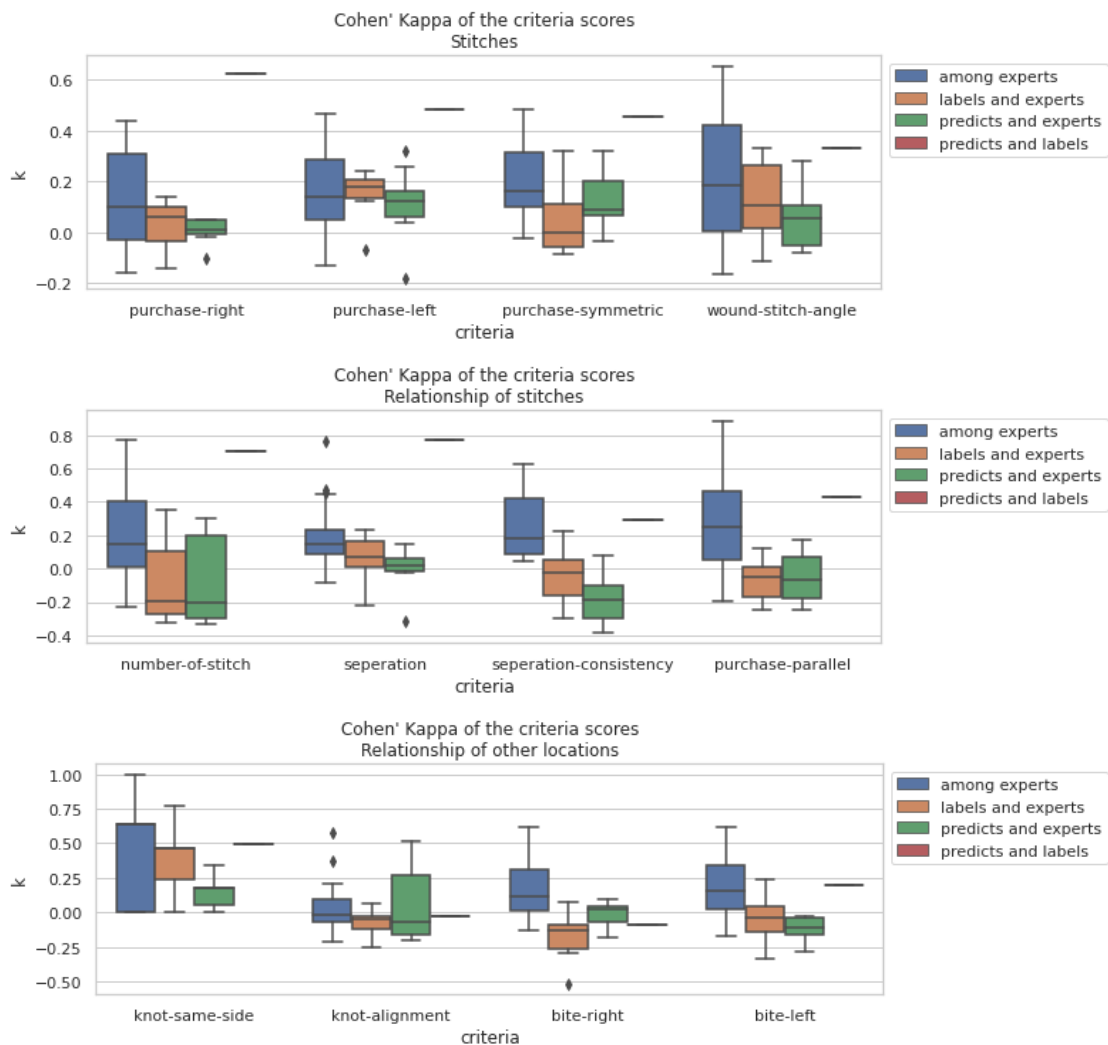 Cohen' Kappa of the criteria scores
Stitches
0.6
0.4
0.2
0.0
−0.2
k
purchase-right purchase-left purchase-symmetric wound-stitch-angle
criteria
among experts
labels and experts
predicts and experts
predicts and labels
Cohen' Kappa of the criteria scores
Relationship of stitches
0.8
0.6
0.4
0.2
0.0
−0.2
−0.4
k
number-of-stitch seperation seperation-consistency purchase-parallel
criteria
among experts
labels and experts
predicts and experts
predicts and labels
Cohen' Kappa of the criteria scores
Relationship of other locations
1.00
0.75
0.50
0.25
0.00
−0.25
−0.50
k
knot-same-side knot-alignment bite-right bite-left
criteria
among experts
labels and experts
predicts and experts
predicts and labels